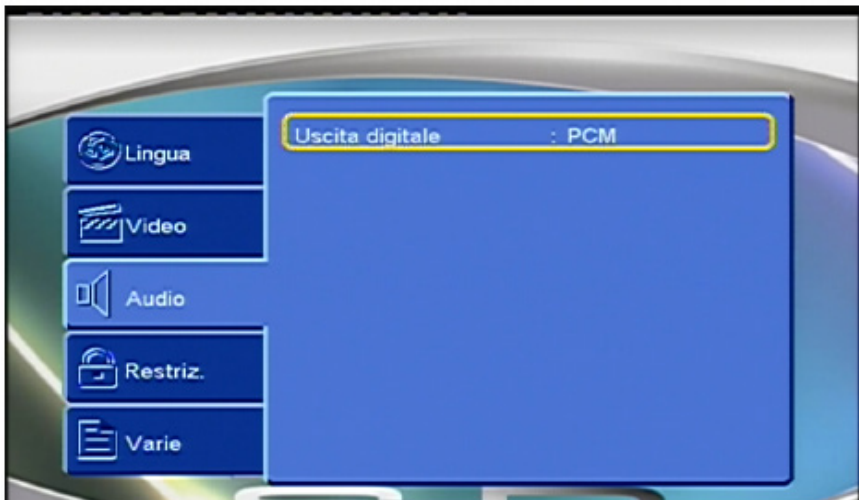 Lingua
Uscita digitale : PCM
Video
Audio
Restriz.
Varie